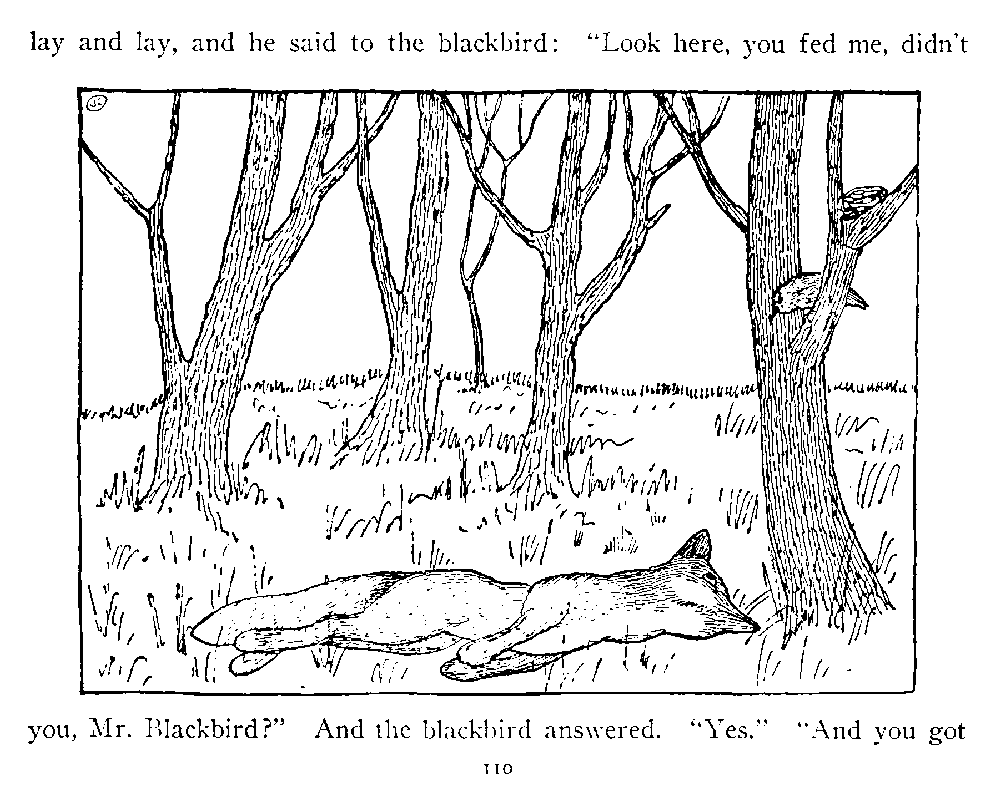 lay and lay, and he said to the blackbird: “Look here, you fed me, didn't
you, Mr. Blackbird?” And the blackbird answered. “Yes.” “And you got
110